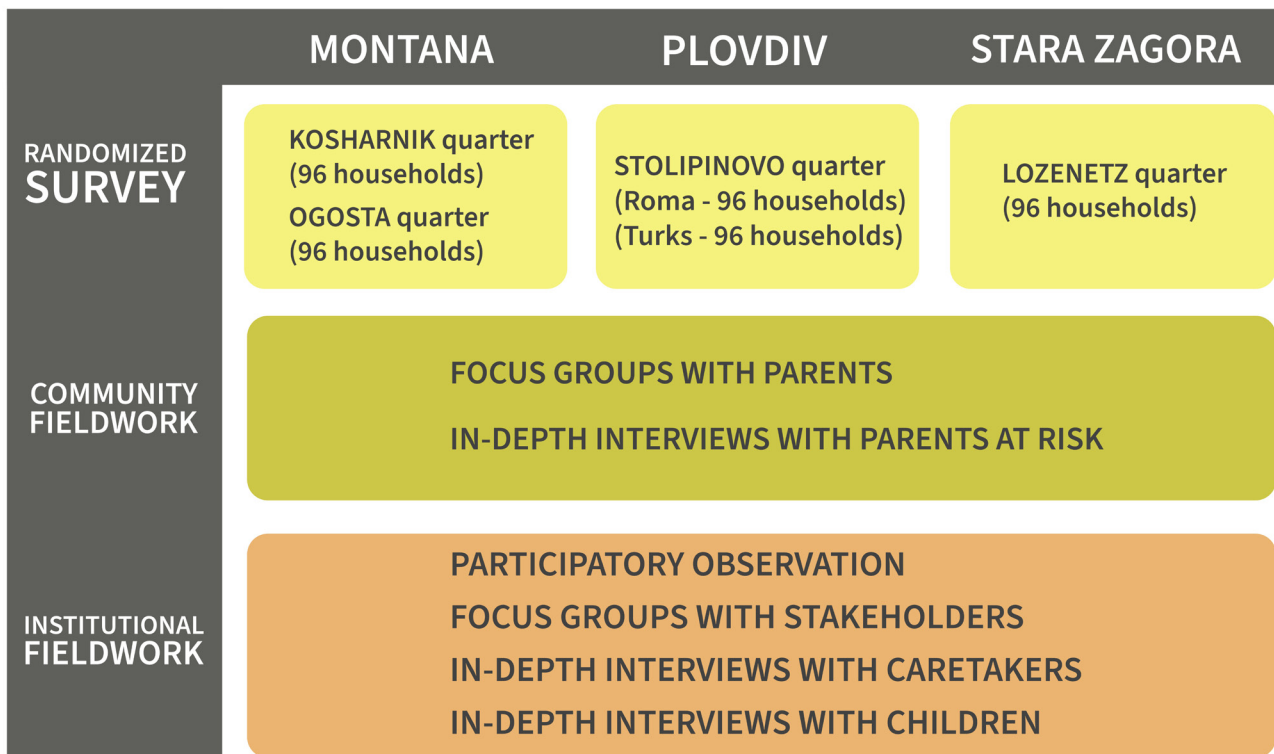 MONTANA
PLOVDIV
STARA ZAGORA
RANDOMIZED
SURVEY
KOSHARNIK quarter
(96 households)
OGOSTA quarter
(96 households)
STOLIPINOVO quarter
(Roma - 96 households)
(Turks - 96 households)
LOZENETZ quarter
(96 households)
COMMUNITY
FIELDWORK
FOCUS GROUPS WITH PARENTS
IN-DEPTH INTERVIEWS WITH PARENTS AT RISK
INSTITUTIONAL
FIELDWORK
PARTICIPATORY OBSERVATION
FOCUS GROUPS WITH STAKEHOLDERS
IN-DEPTH INTERVIEWS WITH CARETAKERS
IN-DEPTH INTERVIEWS WITH CHILDREN